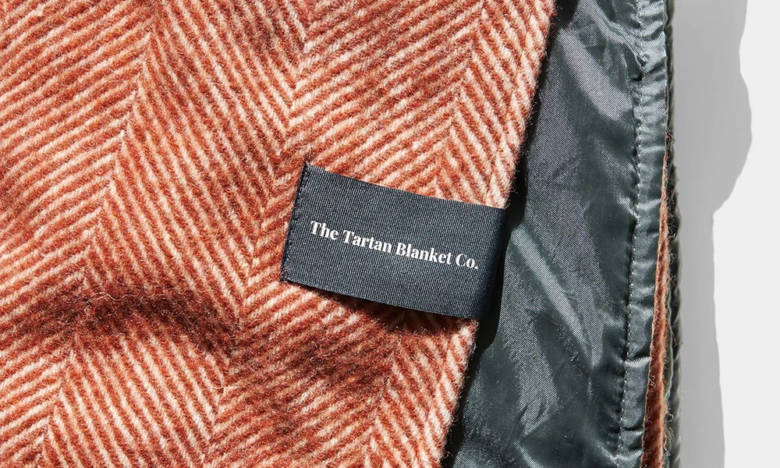 The Tartan Blanket Co.